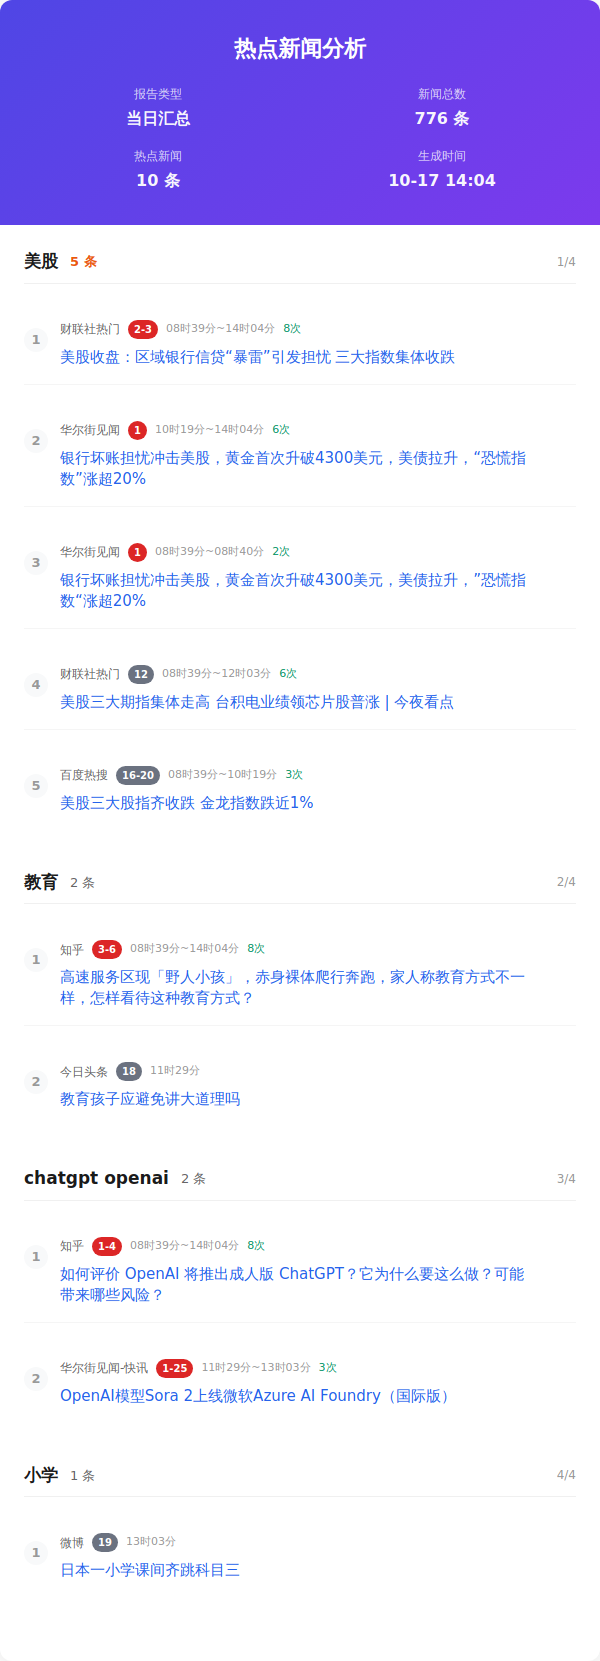 热点新闻分析
报告类型
新闻总数
当日汇总
776 条
热点新闻
生成时间
10 条
10-17 14:04
美股 5 条 1/4
1 财联社热门 2-3 08时39分~14时04分 8次
美股收盘：区域银行信贷“暴雷”引发担忧 三大指数集体收跌
2 华尔街见闻 1 10时19分~14时04分 6次
银行坏账担忧冲击美股，黄金首次升破4300美元，美债拉升，“恐慌指
数”涨超20%
3 华尔街见闻 1 08时39分~08时40分 2次
银行坏账担忧冲击美股，黄金首次升破4300美元，美债拉升，”恐慌指
数“涨超20%
4 财联社热门 12 08时39分~12时03分 6次
美股三大期指集体走高 台积电业绩领芯片股普涨 | 今夜看点
5 百度热搜 16-20 08时39分~10时19分 3次
美股三大股指齐收跌 金龙指数跌近1%
教育 2 条 2/4
1 知乎 3-6 08时39分~14时04分 8次
高速服务区现「野人小孩」，赤身裸体爬行奔跑，家人称教育方式不一
样，怎样看待这种教育方式？
2 今日头条 18 11时29分
教育孩子应避免讲大道理吗
chatgpt openai 2 条 3/4
1 知乎 1-4 08时39分~14时04分 8次
如何评价 OpenAI 将推出成人版 ChatGPT？它为什么要这么做？可能
带来哪些风险？
2 华尔街见闻-快讯 1-25 11时29分~13时03分 3次
OpenAI模型Sora 2上线微软Azure AI Foundry（国际版）
小学 1 条 4/4
1 微博 19 13时03分
日本一小学课间齐跳科目三